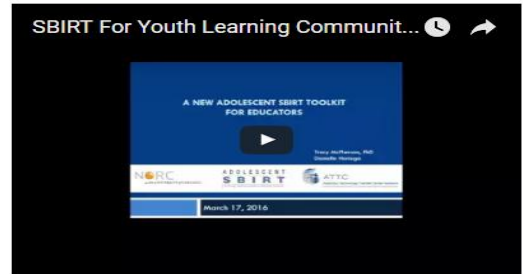 SBIRT For Youth Learning Communit...
A NEW ADOLESCENT SBIRT TOOLKIT
FOR EDUCATORS
Tracy McPherson, PhD
NORC
ADOLESCENT
SBIRT
ATTC
March 17, 2016